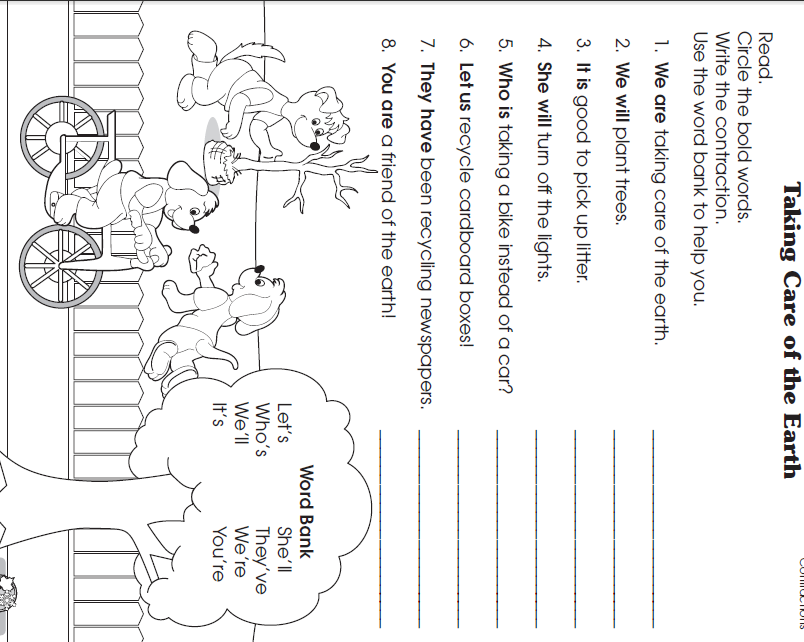 Taking Care of the Earth
Read.
Circle the bold words.
Write the contraction.
Use the word bank to help you.
1. We are taking care of the earth.
2. We will plant trees.
3. It is good to pick up litter.
4. She will turn off the lights.
5. Who is taking a bike instead of a car?
6. Let us recycle cardboard boxes!
7. They have been recycling newspapers.
8. You are a friend of the earth!
Word Bank
Let's She'll
Who's They've
We'll We're
It's You're